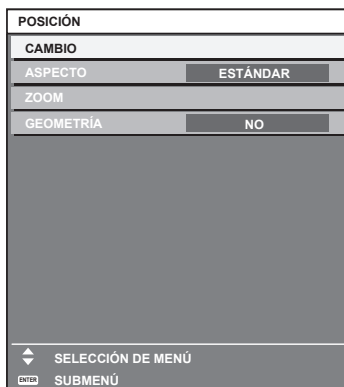 POSICIÓN
CAMBIO
ASPECTO ESTÁNDAR
ZOOM
GEOMETRÍA NO
SELECCIÓN DE MENÚ
ENTER SUBMENÚ